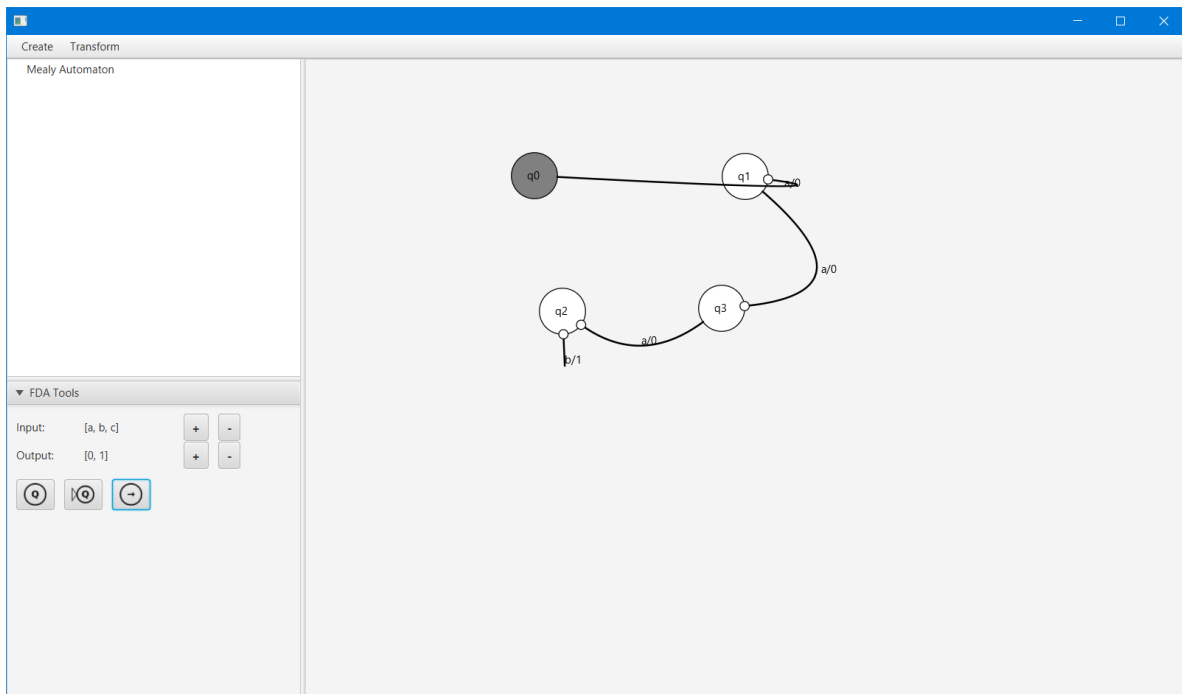 Create Transform
Mealy Automaton
q0
q1
a/0
a/0
q2
q3
a/0
b/1
FDA Tools
Input: [a, b, c] + -
Output: [0, 1] + -
Q Q